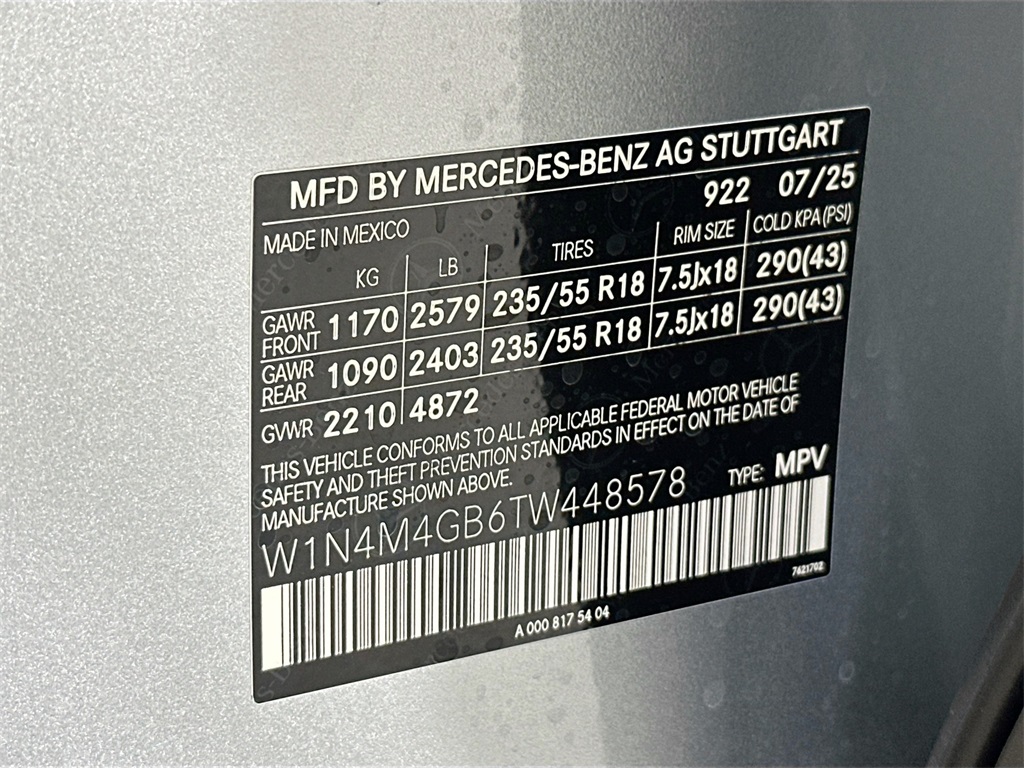 MFD BY MERCEDES-BENZ AG STUTTGART
922 07/25
MADE IN MEXICO
KG LB TIRES RIM SIZE COLD KPA (PSI)
GAWR FRONT 1170 2579 235/55 R18 7.5Jx18 290(43)
GAWR REAR 1090 2403 235/55 R18 7.5Jx18 290(43)
GVWR 2210 4872
THIS VEHICLE CONFORMS TO ALL APPLICABLE FEDERAL MOTOR VEHICLE
SAFETY AND THEFT PREVENTION STANDARDS IN EFFECT ON THE DATE OF
MANUFACTURE SHOWN ABOVE.
W1N4M4GB6TW448578 TYPE: MPV
7421702
A 000 817 54 04